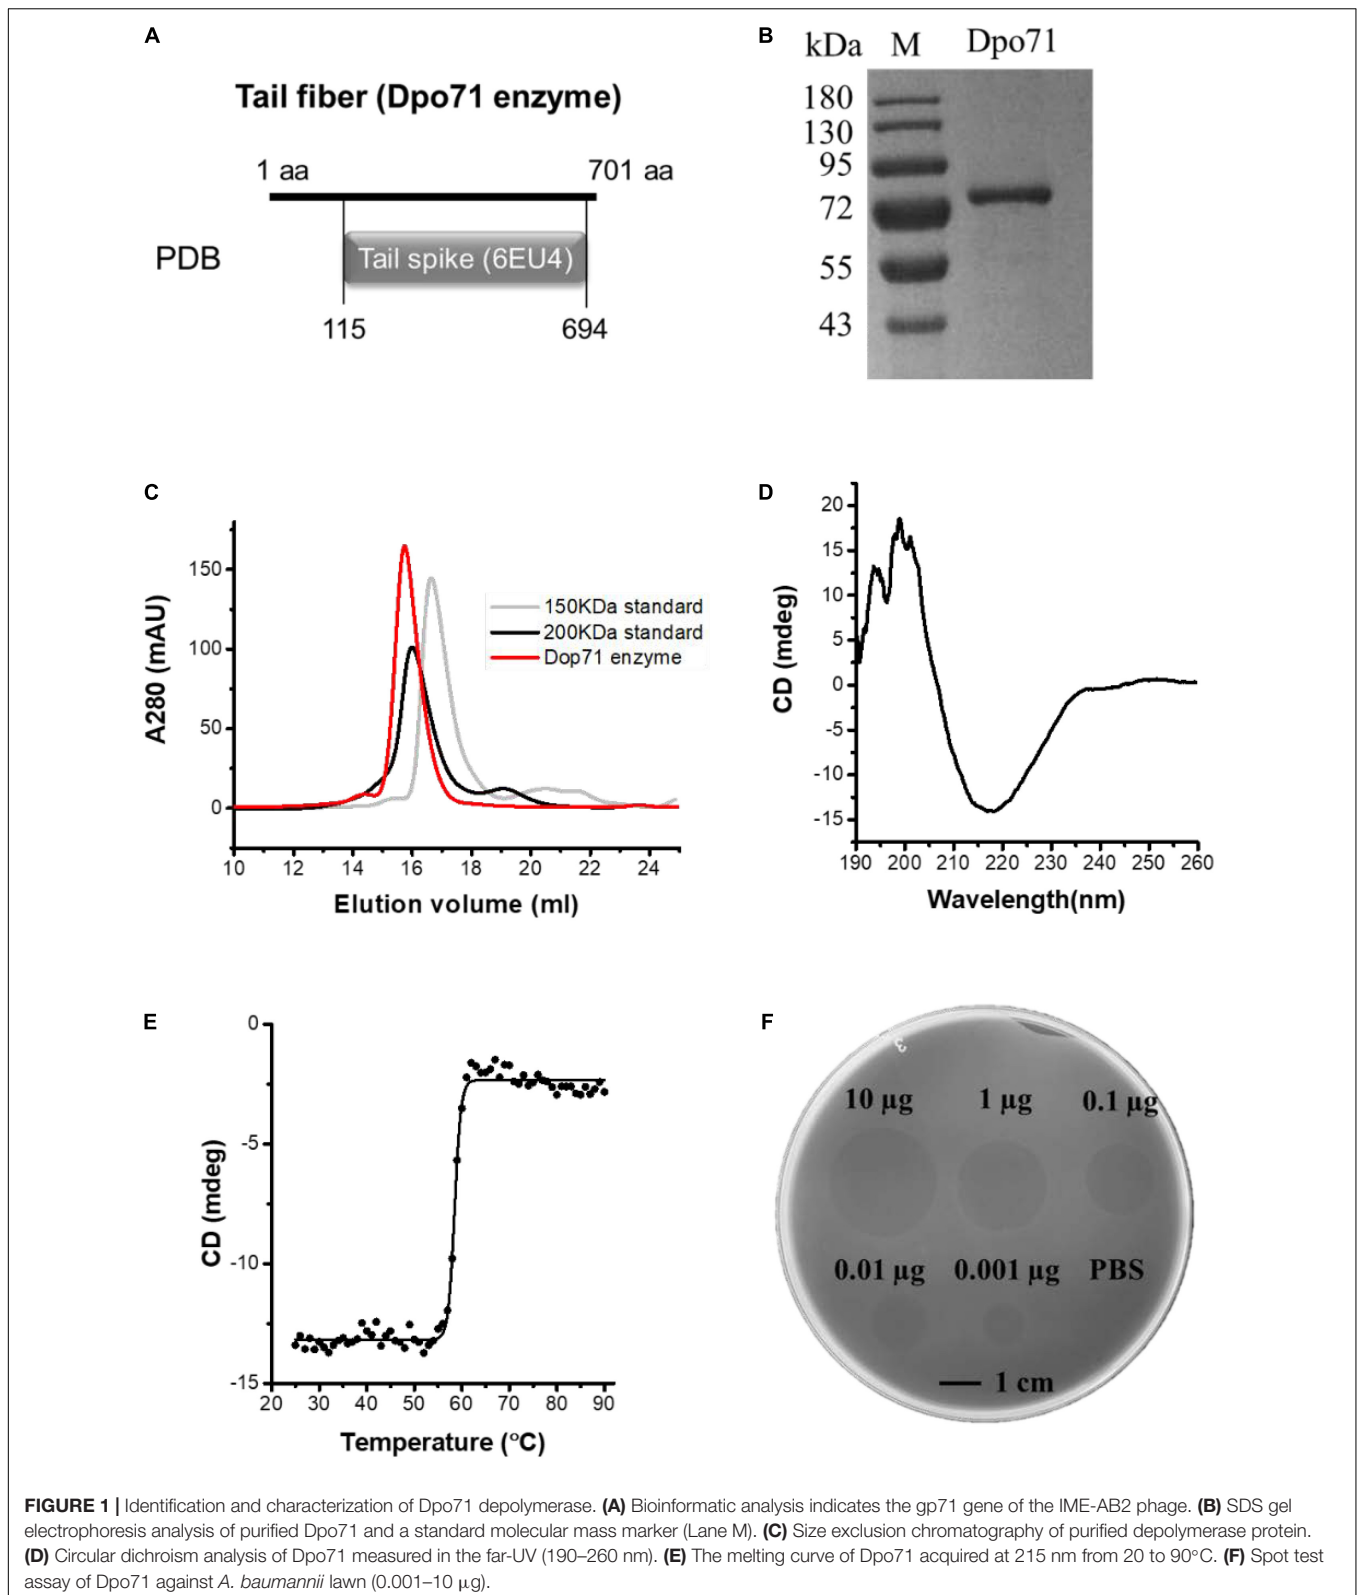 A
Tail fiber (Dpo71 enzyme)
1 aa
701 aa
PDB
Tail spike (6EU4)
115
694
B
kDa
M
Dpo71
180
130
95
72
55
43
C
A280 (mAU)
150
100
50
0
150KDa standard
200KDa standard
Dop71 enzyme
10 12 14 16 18 20 22 24
Elution volume (ml)
D
CD (mdeg)
20
15
10
5
0
-5
-10
-15
190 200 210 220 230 240 250 260
Wavelength(nm)
E
CD (mdeg)
0
-5
-10
-15
20 30 40 50 60 70 80 90
Temperature (°C)
F
10 µg 1 µg 0.1 µg
0.01 µg 0.001 µg PBS
1 cm
FIGURE 1 | Identification and characterization of Dpo71 depolymerase. (A) Bioinformatic analysis indicates the gp71 gene of the IME-AB2 phage. (B) SDS gel
electrophoresis analysis of purified Dpo71 and a standard molecular mass marker (Lane M). (C) Size exclusion chromatography of purified depolymerase protein.
(D) Circular dichroism analysis of Dpo71 measured in the far-UV (190–260 nm). (E) The melting curve of Dpo71 acquired at 215 nm from 20 to 90°C. (F) Spot test
assay of Dpo71 against A. baumannii lawn (0.001–10 µg).